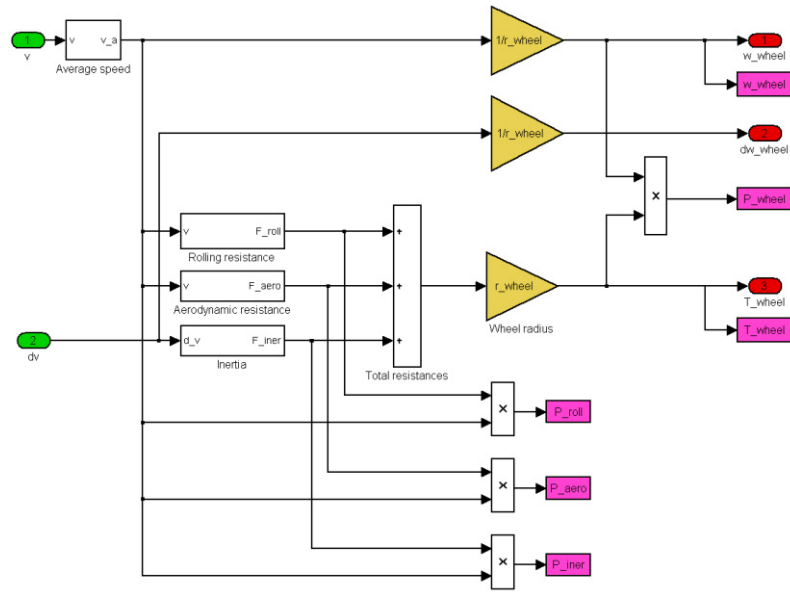 1
v
v
v_a
Average speed
1/r_wheel
1
w_wheel
w_wheel
1/r_wheel
2
dw_wheel
×
P_wheel
v
F_roll
Rolling resistance
v
F_aero
Aerodynamic resistance
2
dv
d_v
F_iner
Inertia
+
+
+
Total resistances
r_wheel
Wheel radius
3
T_wheel
T_wheel
×
P_roll
×
P_aero
×
P_iner